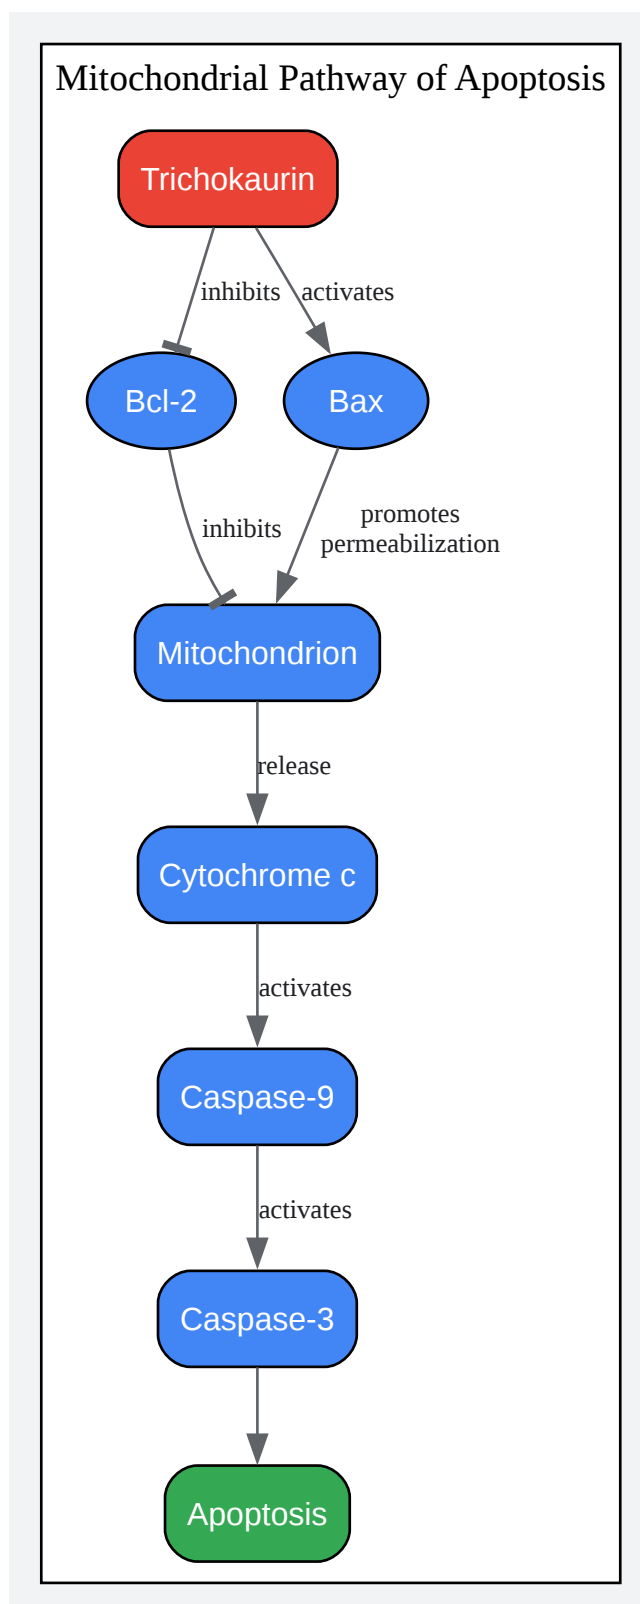 Mitochondrial Pathway of Apoptosis
Trichokaurin
inhibits
activates
Bcl-2
Bax
inhibits
promotes
permeabilization
Mitochondrion
release
Cytochrome c
activates
Caspase-9
activates
Caspase-3
Apoptosis